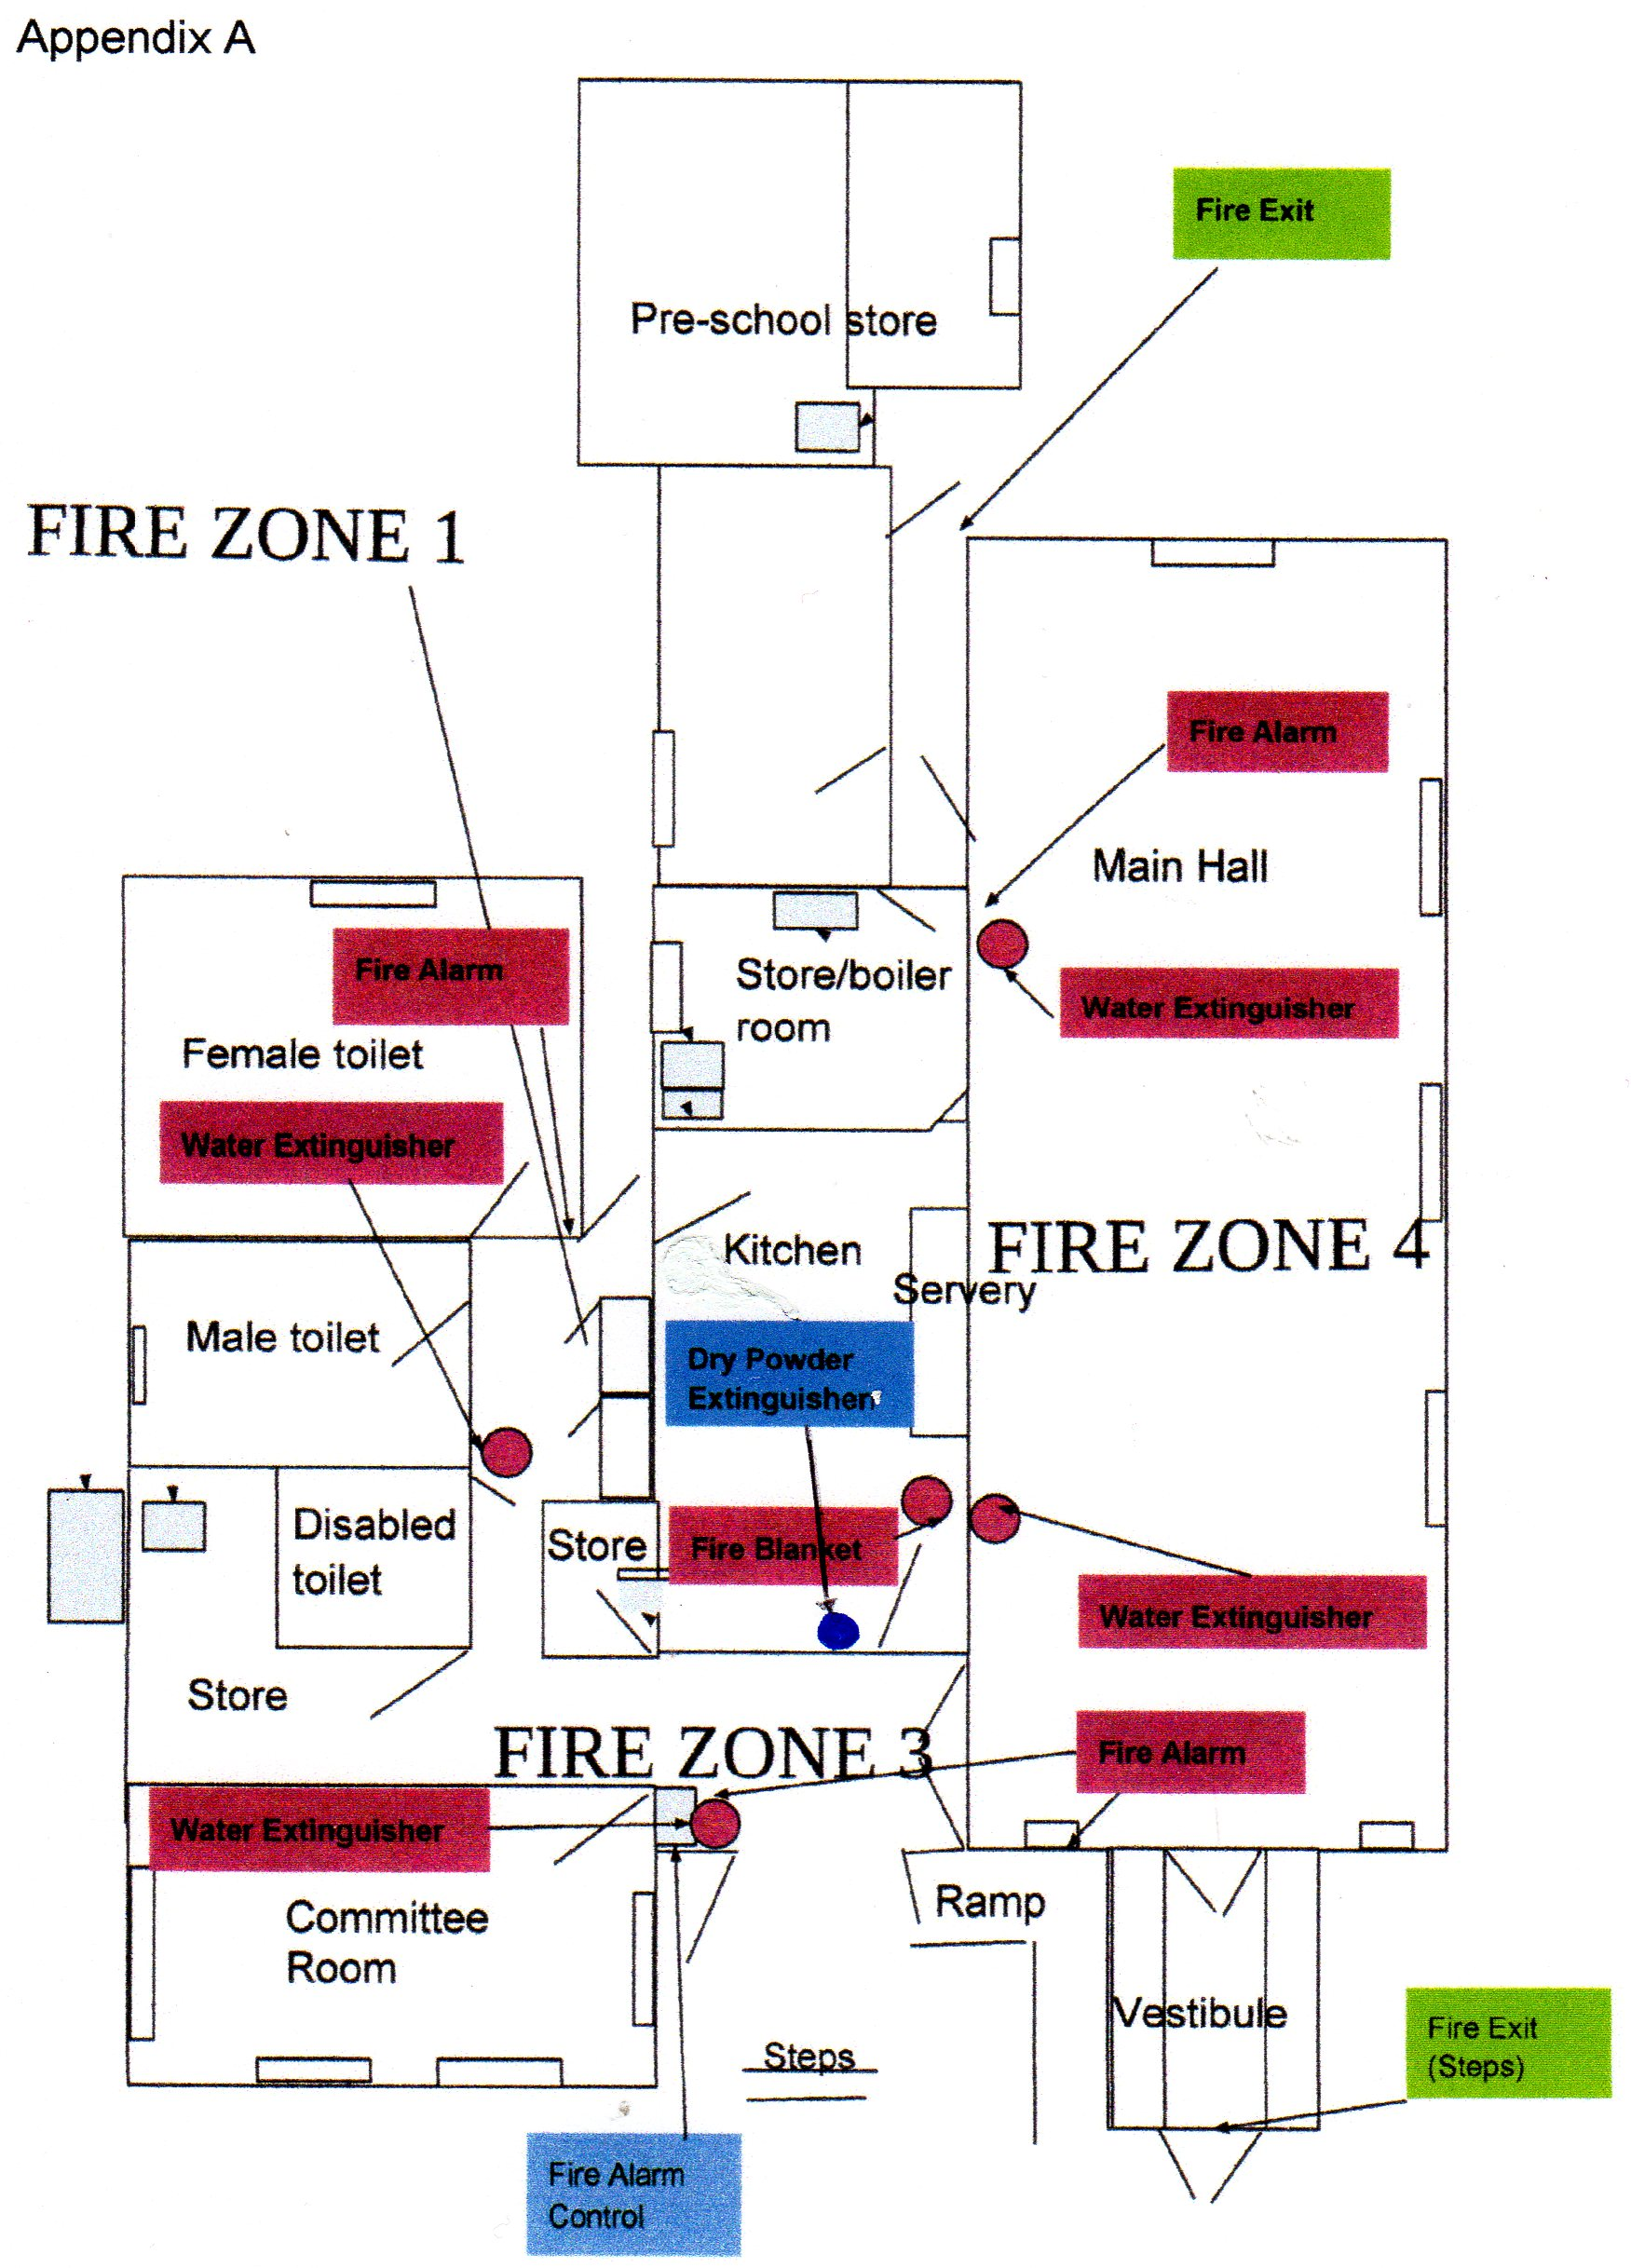 Appendix A
Fire Exit
Pre-school store
FIRE ZONE 1
Fire Alarm
Main Hall
Fire Alarm
Store/boiler
room
Water Extinguisher
Female toilet
Water Extinguisher
Kitchen
FIRE ZONE 4
Servery
Male toilet
Dry Powder
Extinguisher
Disabled
toilet
Store
Fire Blanket
Water Extinguisher
Store
FIRE ZONE 3
Fire Alarm
Water Extinguisher
Ramp
Committee
Room
Vestibule
Steps
Fire Exit
(Steps)
Fire Alarm
Control